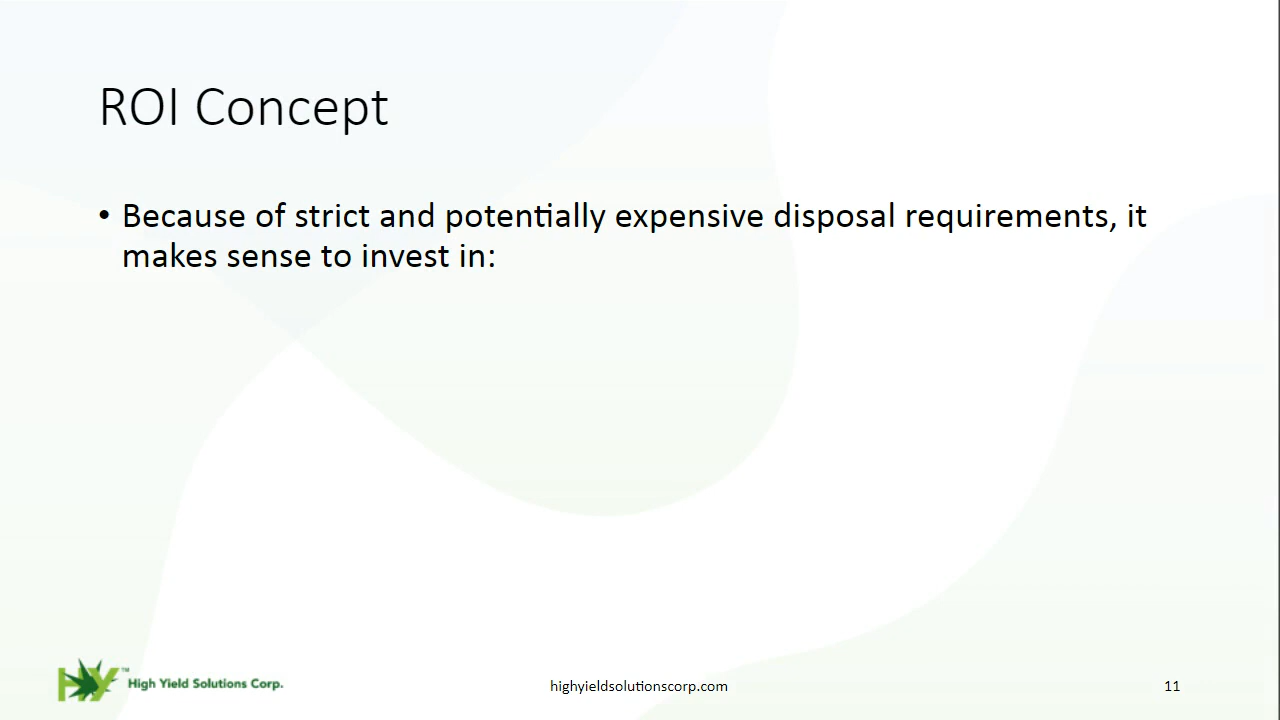 ROI Concept
• Because of strict and potentially expensive disposal requirements, it
makes sense to invest in:
HY™ High Yield Solutions Corp.
highyieldsolutionscorp.com
11